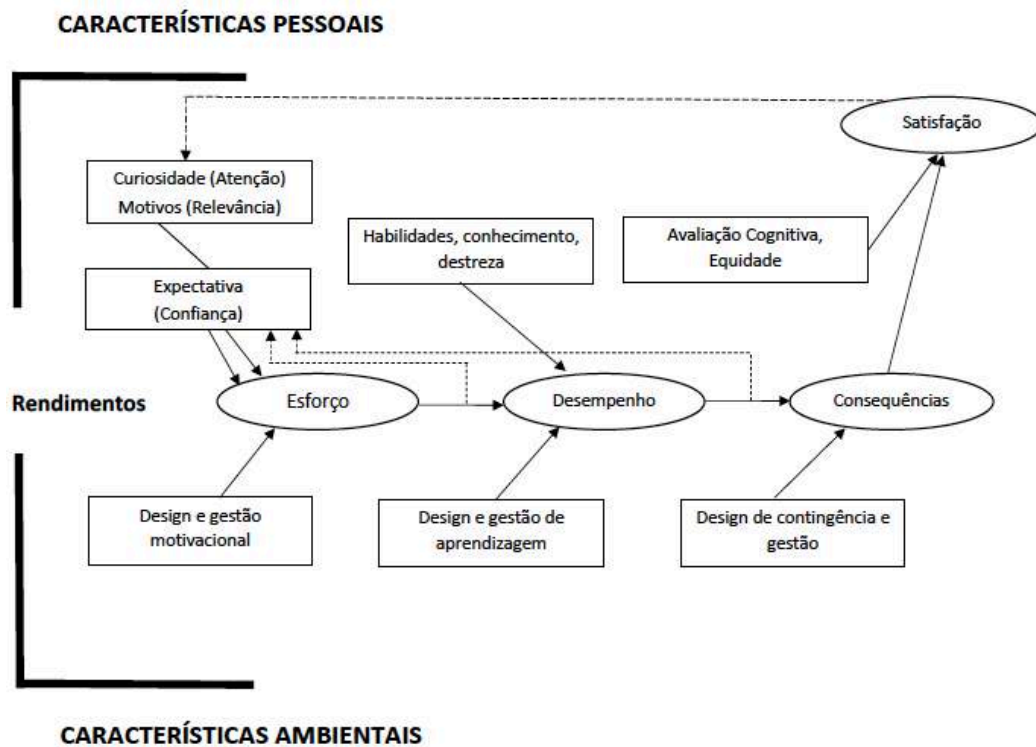 CARACTERÍSTICAS PESSOAIS
Satisfação
Curiosidade (Atenção)
Motivos (Relevância)
Habilidades, conhecimento,
destreza
Avaliação Cognitiva,
Equidade
Expectativa
(Confiança)
Rendimentos
Esforço
Desempenho
Consequências
Design e gestão
motivacional
Design e gestão de
aprendizagem
Design de contingência e
gestão
CARACTERÍSTICAS AMBIENTAIS